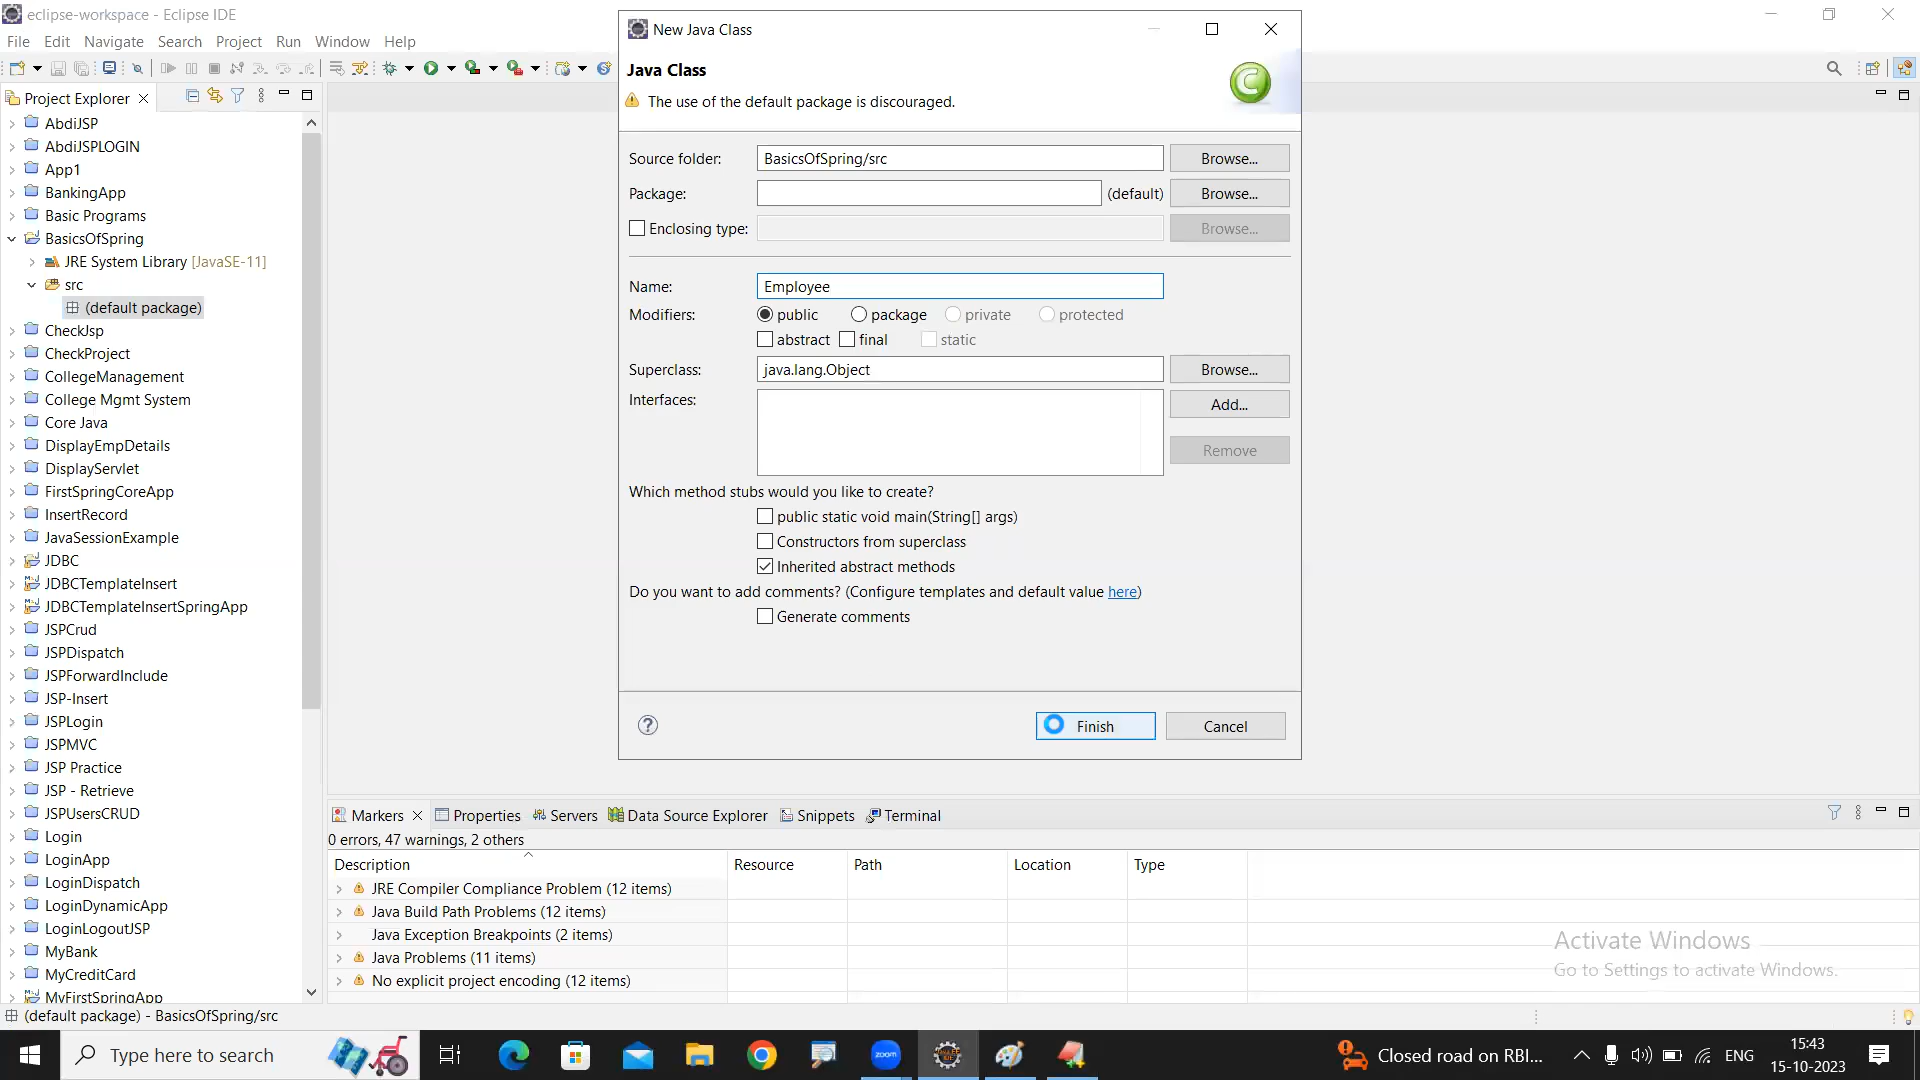 eclipse-workspace - Eclipse IDE
File Edit Navigate Search Project Run Window Help
Project Explorer
AbdiJSP
AbdiJSPLOGIN
App1
BankingApp
Basic Programs
BasicsOfSpring
JRE System Library [JavaSE-11]
src
(default package)
CheckJsp
CheckProject
CollegeManagement
College Mgmt System
Core Java
DisplayEmpDetails
DisplayServlet
FirstSpringCoreApp
InsertRecord
JavaSessionExample
JDBC
JDBCTemplateInsert
JDBCTemplateInsertSpringApp
JSPCrud
JSPDispatch
JSPForwardInclude
JSP-Insert
JSPLogin
JSPMVC
JSP Practice
JSP - Retrieve
JSPUsersCRUD
Login
LoginApp
LoginDispatch
LoginDynamicApp
LoginLogoutJSP
MyBank
MyCreditCard
MyFirstSpringApp
New Java Class
Java Class
The use of the default package is discouraged.
Source folder: BasicsOfSpring/src Browse...
Package: (default) Browse...
Enclosing type: Browse...
Name: Employee
Modifiers: public package private protected
abstract final static
Superclass: java.lang.Object Browse...
Interfaces: Add...
Remove
Which method stubs would you like to create?
public static void main(String[] args)
Constructors from superclass
Inherited abstract methods
Do you want to add comments? (Configure templates and default value here)
Generate comments
Finish Cancel
Markers Properties Servers Data Source Explorer Snippets Terminal
0 errors, 47 warnings, 2 others
Description Resource Path Location Type
JRE Compiler Compliance Problem (12 items)
Java Build Path Problems (12 items)
Java Exception Breakpoints (2 items)
Java Problems (11 items)
No explicit project encoding (12 items)
Activate Windows
Go to Settings to activate Windows.
(default package) - BasicsOfSpring/src
Type here to search
zoom
Closed road on RBI...
ENG
15:43
15-10-2023